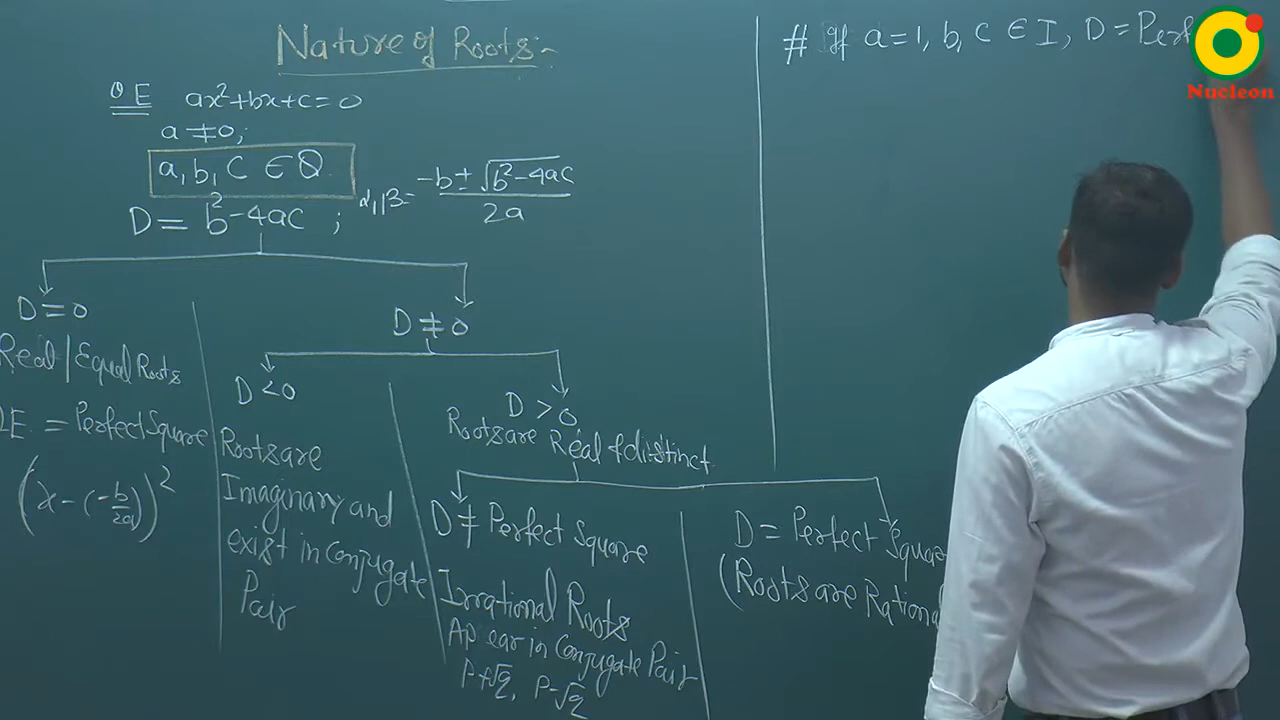 Nature of Roots:-
QE ax²+bx+c=0
a ≠0;
a, b, c ∈ Q
D = b²-4ac ; α,β = -b ± √b²-4ac / 2a
D=0
Real / Equal Roots
QE. = Perfect Square
(x - (-b/2a))²
D ≠ 0
D < 0
Roots are
Imaginary and
exist in Conjugate
Pair
D > 0
Roots are Real & distinct
D ≠ Perfect Square
Irrational Roots
Ap ear in Conjugate Pair
P+√q, P-√q
D = Perfect Square
(Roots are Rational
# If a=1, b, c ∈ I, D = Perf
Nucleon